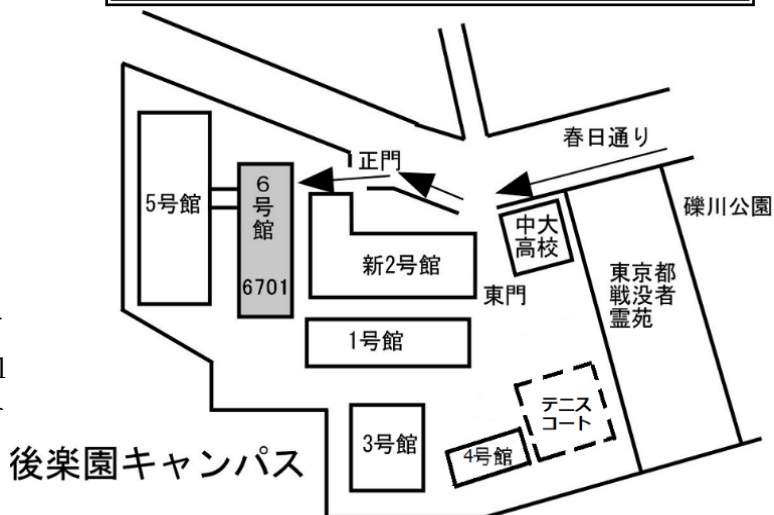 春日通り
正門
礫川公園
5号館
6
号
館
6701
中大
高校
新2号館
東門
東京都
戦没者
霊苑
1号館
テニス
コート
3号館
4号館
後楽園キャンパス